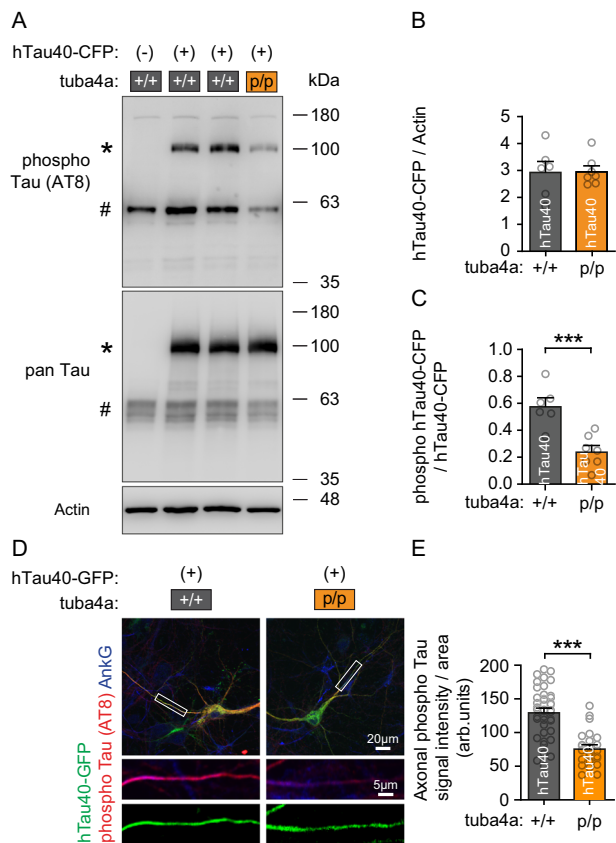 A
hTau40-CFP: (-) (+) (+) (+)
tuba4a: +/+ +/+ +/+ p/p kDa
phospho
Tau (AT8)
*
#
180
100
63
35
pan Tau
*
#
180
100
63
35
Actin
48
B
hTau40-CFP / Actin
5
4
3
2
1
0
hTau40
hTau40
tuba4a: +/+ p/p
C
phospho hTau40-CFP
/ hTau40-CFP
1.0
0.8
0.6
0.4
0.2
0.0
***
hTau40
hTau
40
tuba4a: +/+ p/p
D
hTau40-GFP: (+) (+)
tuba4a: +/+ p/p
hTau40-GFP
phospho Tau (AT8) AnkG
20µm
5µm
E
Axonal phospho Tau
signal intensity / area
(arb.units)
200
150
100
50
0
***
hTau40
hTau40
tuba4a: +/+ p/p